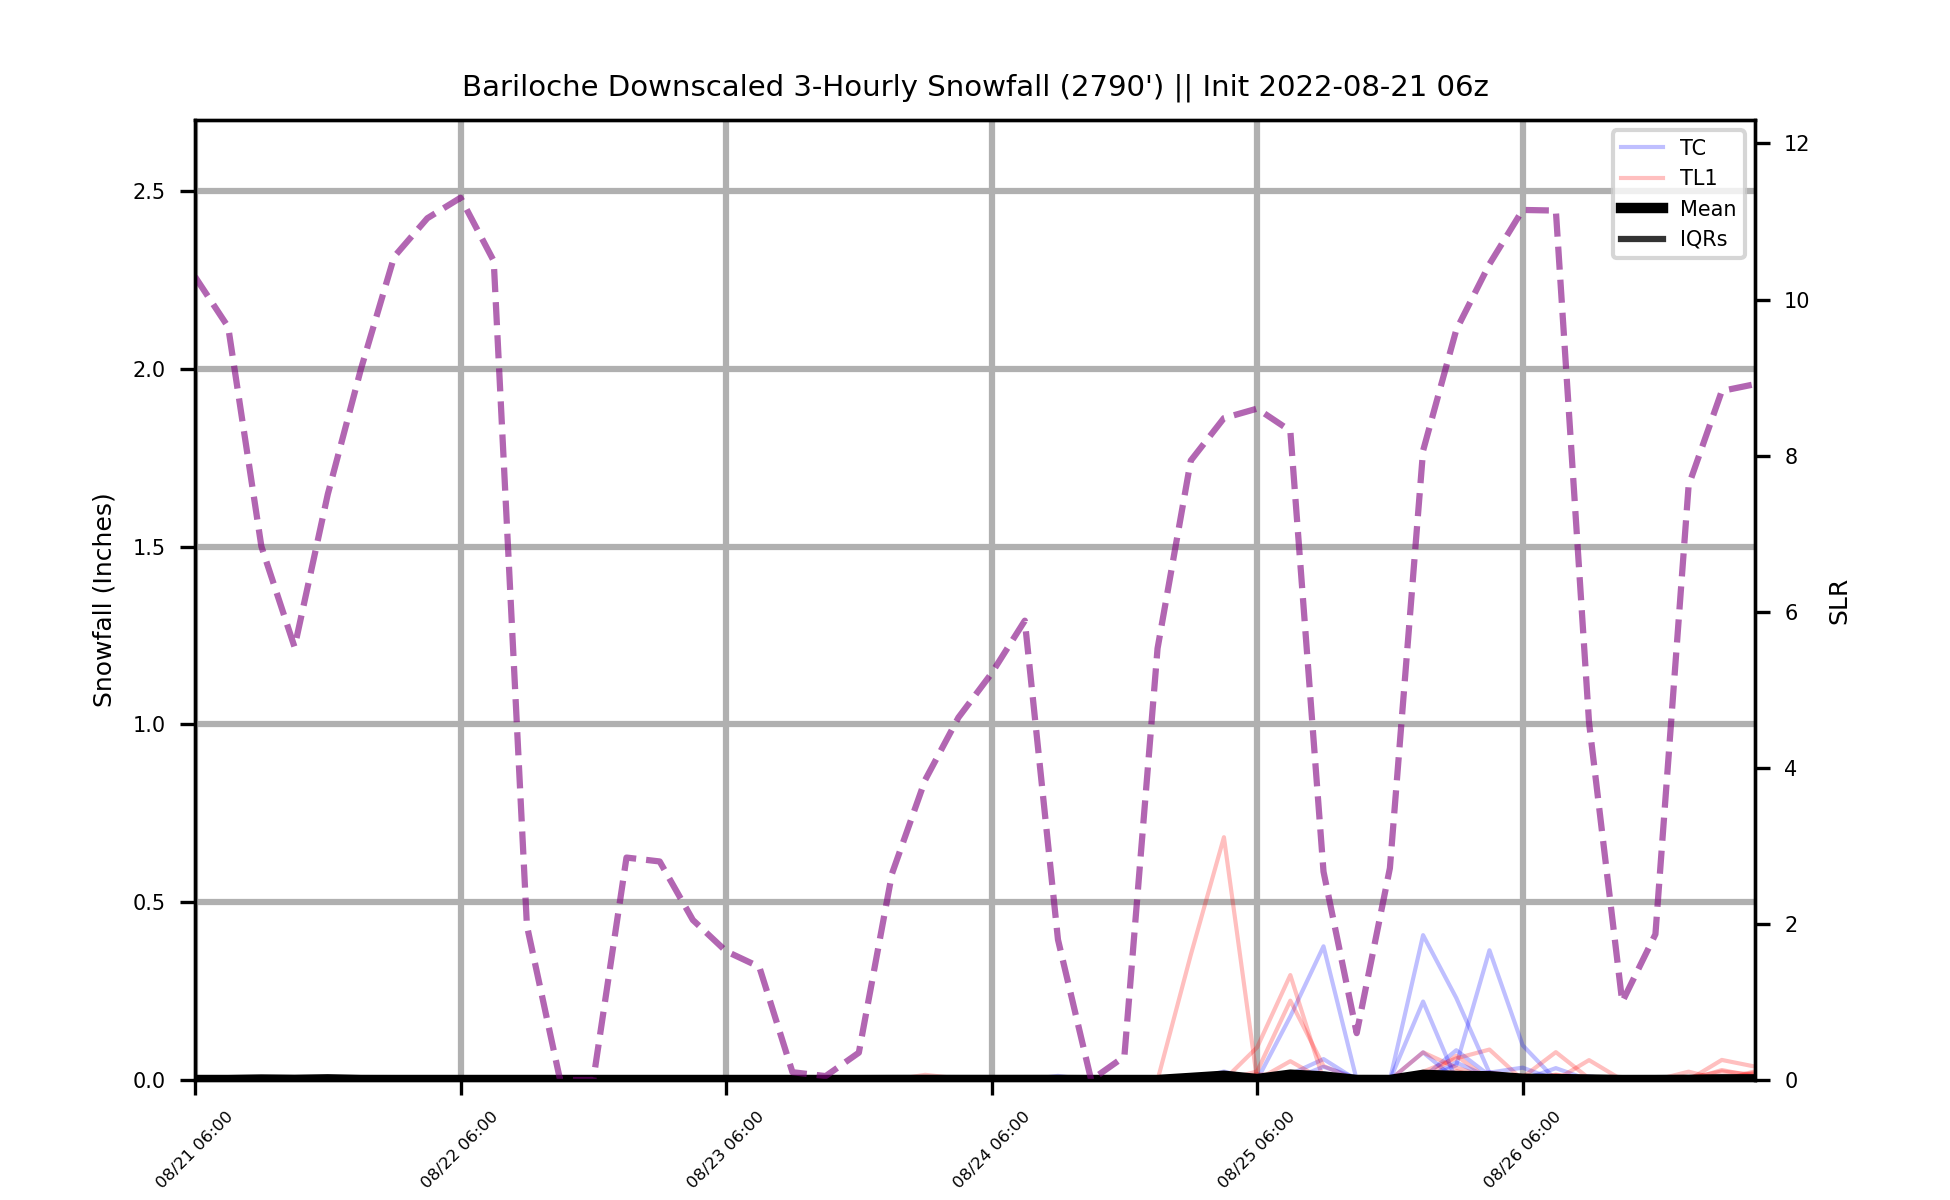 Bariloche Downscaled 3-Hourly Snowfall (2790') || Init 2022-08-21 06z
TC
TL1
Mean
IQRs
Snowfall (Inches)
2.5
2.0
1.5
1.0
0.5
0.0
SLR
12
10
8
6
4
2
0
08/21 06:00
08/22 06:00
08/23 06:00
08/24 06:00
08/25 06:00
08/26 06:00